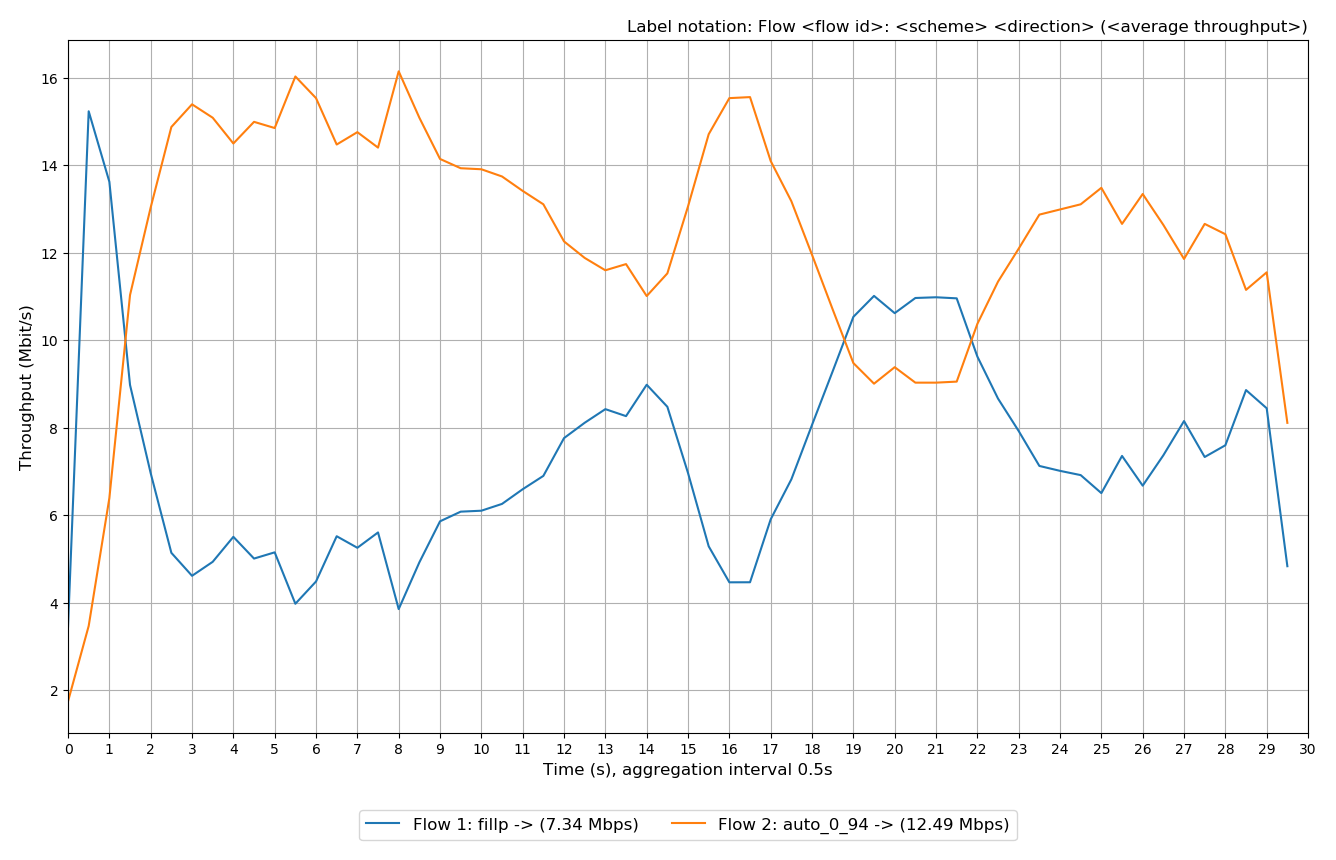 Label notation: Flow <flow id>: <scheme> <direction> (<average throughput>)
Throughput (Mbit/s)
16
14
12
10
8
6
4
2
0 1 2 3 4 5 6 7 8 9 10 11 12 13 14 15 16 17 18 19 20 21 22 23 24 25 26 27 28 29 30
Time (s), aggregation interval 0.5s
Flow 1: fillp -> (7.34 Mbps) Flow 2: auto_0_94 -> (12.49 Mbps)